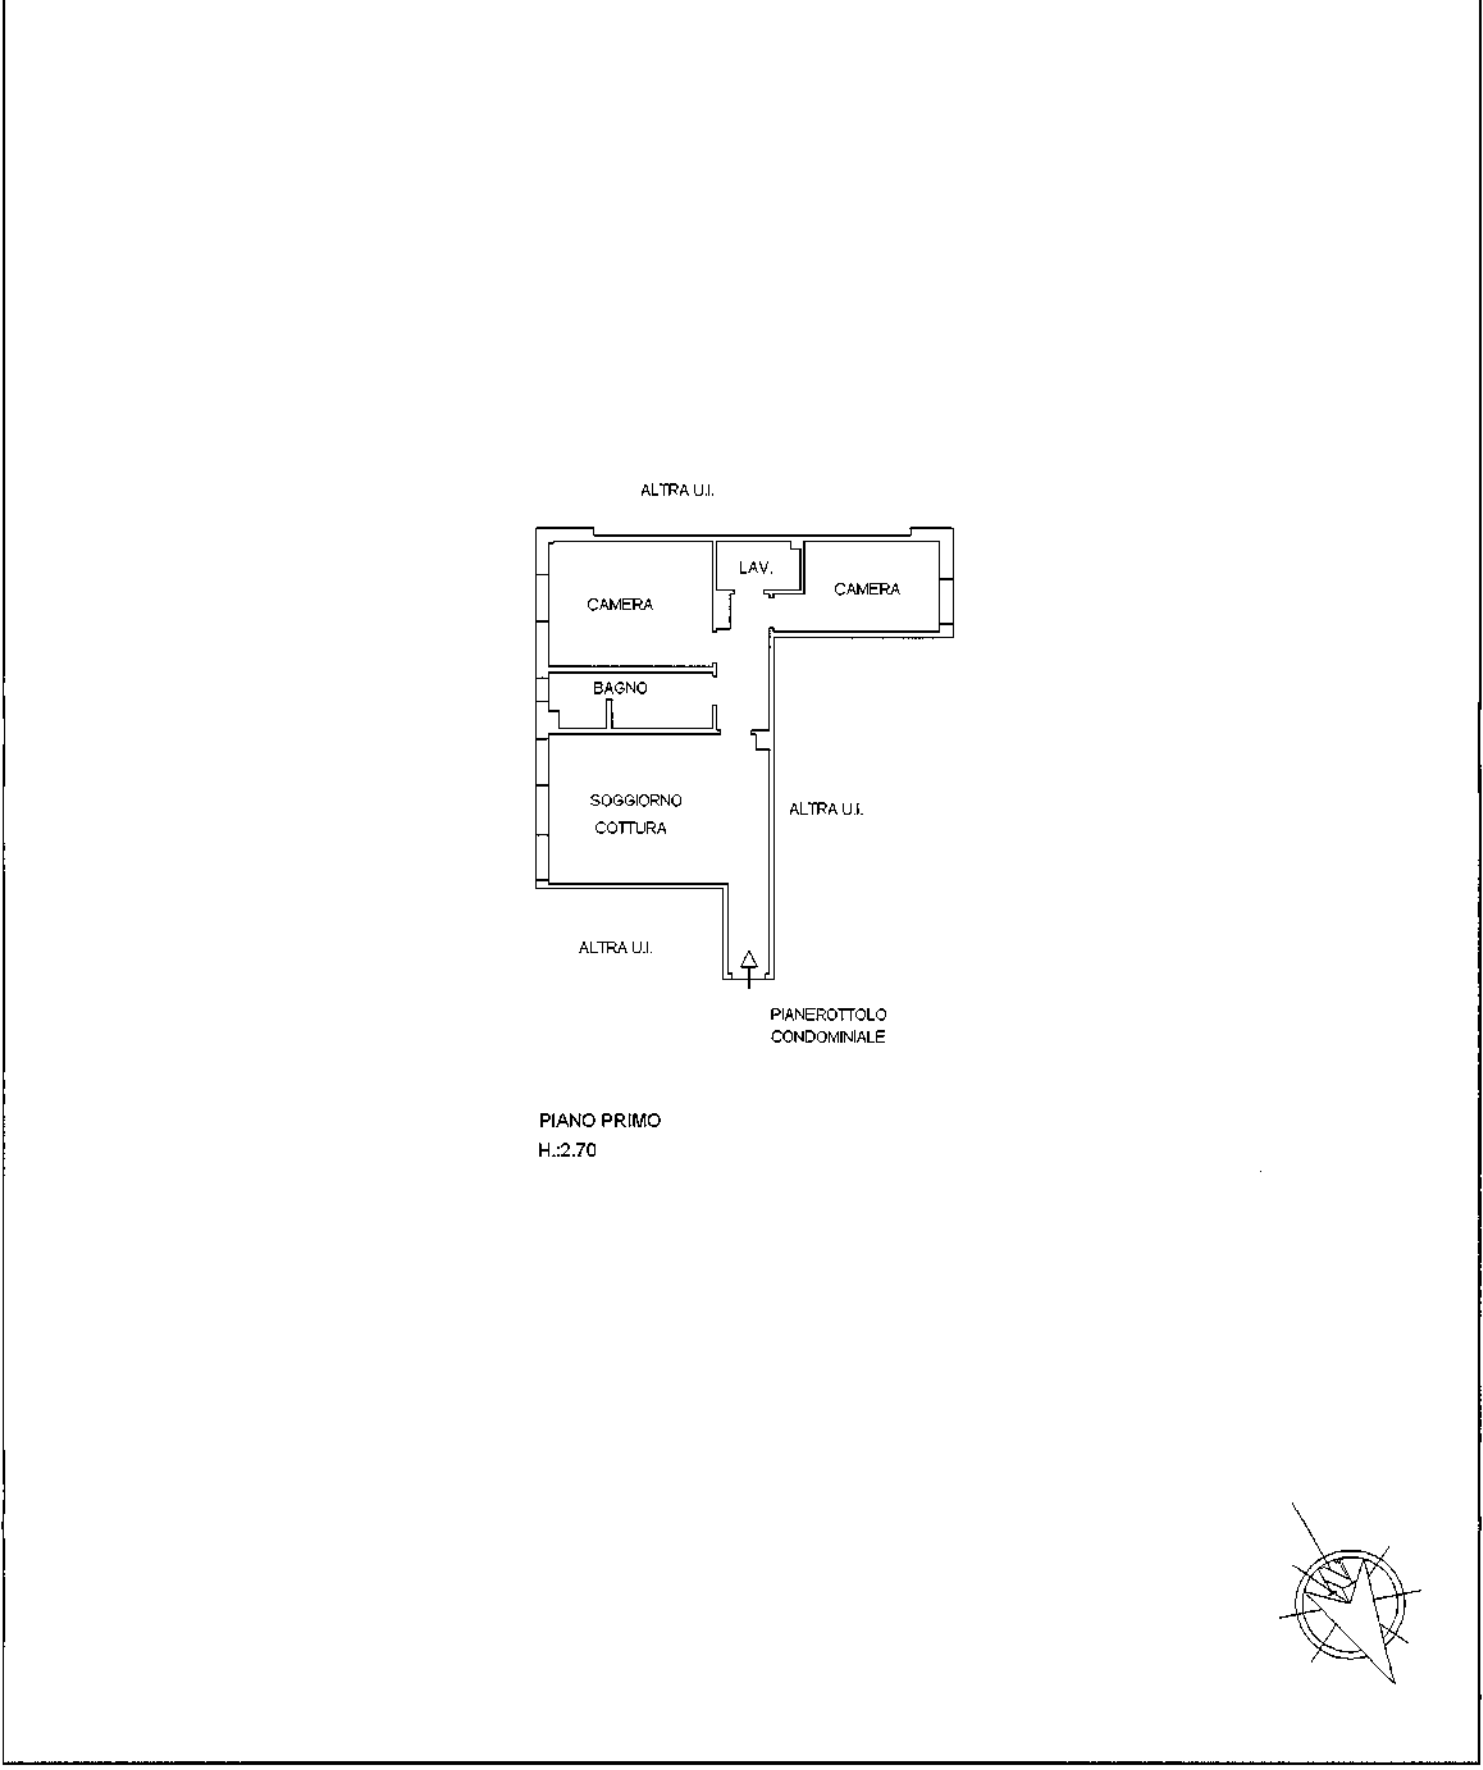 ALTRA U.I.
LAV.
CAMERA
CAMERA
BAGNO
SOGGIORNO
COTTURA
ALTRA U.I.
ALTRA U.I.
PIANEROTTOLO
CONDOMINIALE
PIANO PRIMO
H.:2.70
N